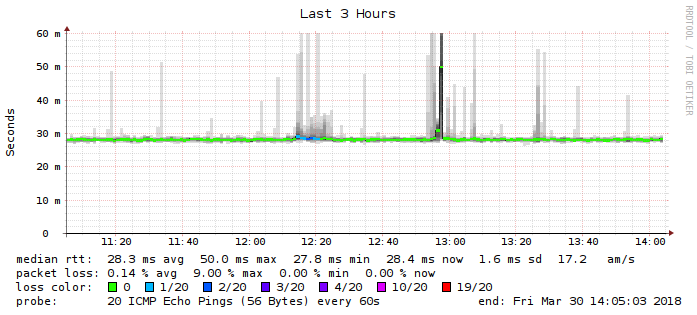 Last 3 Hours
RRDTOOL / TOBI OETIKER
Seconds
60 m
50 m
40 m
30 m
20 m
10 m
0
11:20 11:40 12:00 12:20 12:40 13:00 13:20 13:40 14:00
median rtt: 28.3 ms avg 50.0 ms max 27.8 ms min 28.4 ms now 1.6 ms sd 17.2 am/s
packet loss: 0.14 % avg 9.00 % max 0.00 % min 0.00 % now
loss color: 0 1/20 2/20 3/20 4/20 10/20 19/20
probe: 20 ICMP Echo Pings (56 Bytes) every 60s end: Fri Mar 30 14:05:03 2018